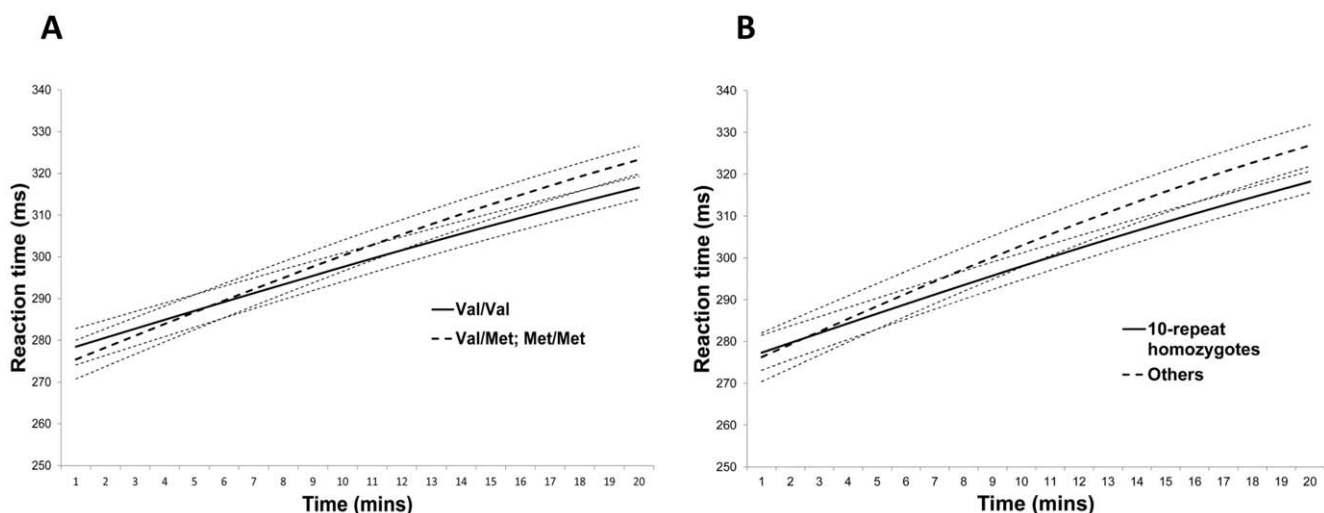 A
B
340
330
320
310
300
290
280
270
260
250
Reaction time (ms)
Val/Val
Val/Met; Met/Met
1 2 3 4 5 6 7 8 9 10 11 12 13 14 15 16 17 18 19 20
Time (mins)
340
330
320
310
300
290
280
270
260
250
Reaction time (ms)
10-repeat
homozygotes
Others
1 2 3 4 5 6 7 8 9 10 11 12 13 14 15 16 17 18 19 20
Time (mins)